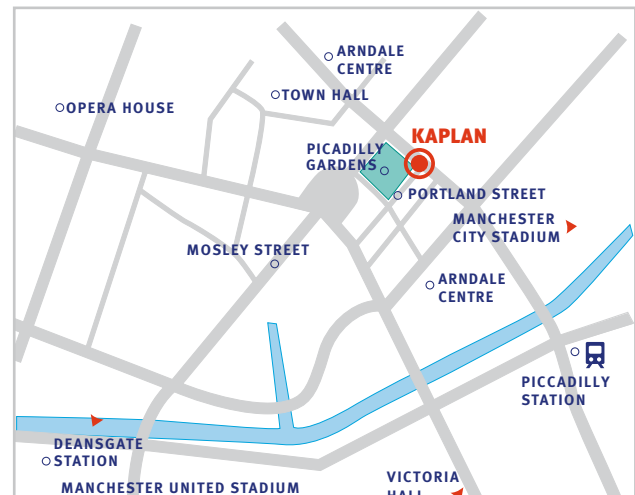 ARNDALE
CENTRE
TOWN HALL
OPERA HOUSE
KAPLAN
PICADILLY
GARDENS
PORTLAND STREET
MANCHESTER
CITY STADIUM
MOSLEY STREET
ARNDALE
CENTRE
PICCADILLY
STATION
DEANSGATE
STATION
MANCHESTER UNITED STADIUM
VICTORIA
HALL